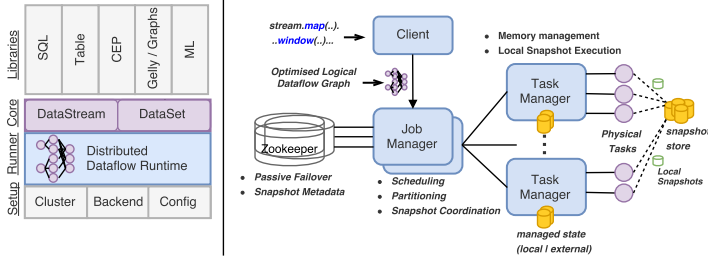 Libraries
SQL
Table
CEP
Gelly / Graphs
ML
Core
DataStream
DataSet
Runner
Distributed
Dataflow Runtime
Setup
Cluster
Backend
Config
stream.map(..).
..window(..)...
Client
Optimised Logical
Dataflow Graph
Zookeeper
• Passive Failover
• Snapshot Metadata
Job
Manager
• Scheduling
• Partitioning
• Snapshot Coordination
• Memory management
• Local Snapshot Execution
Task
Manager
Task
Manager
managed state
(local / external)
Physical
Tasks
snapshot
store
Local
Snapshots